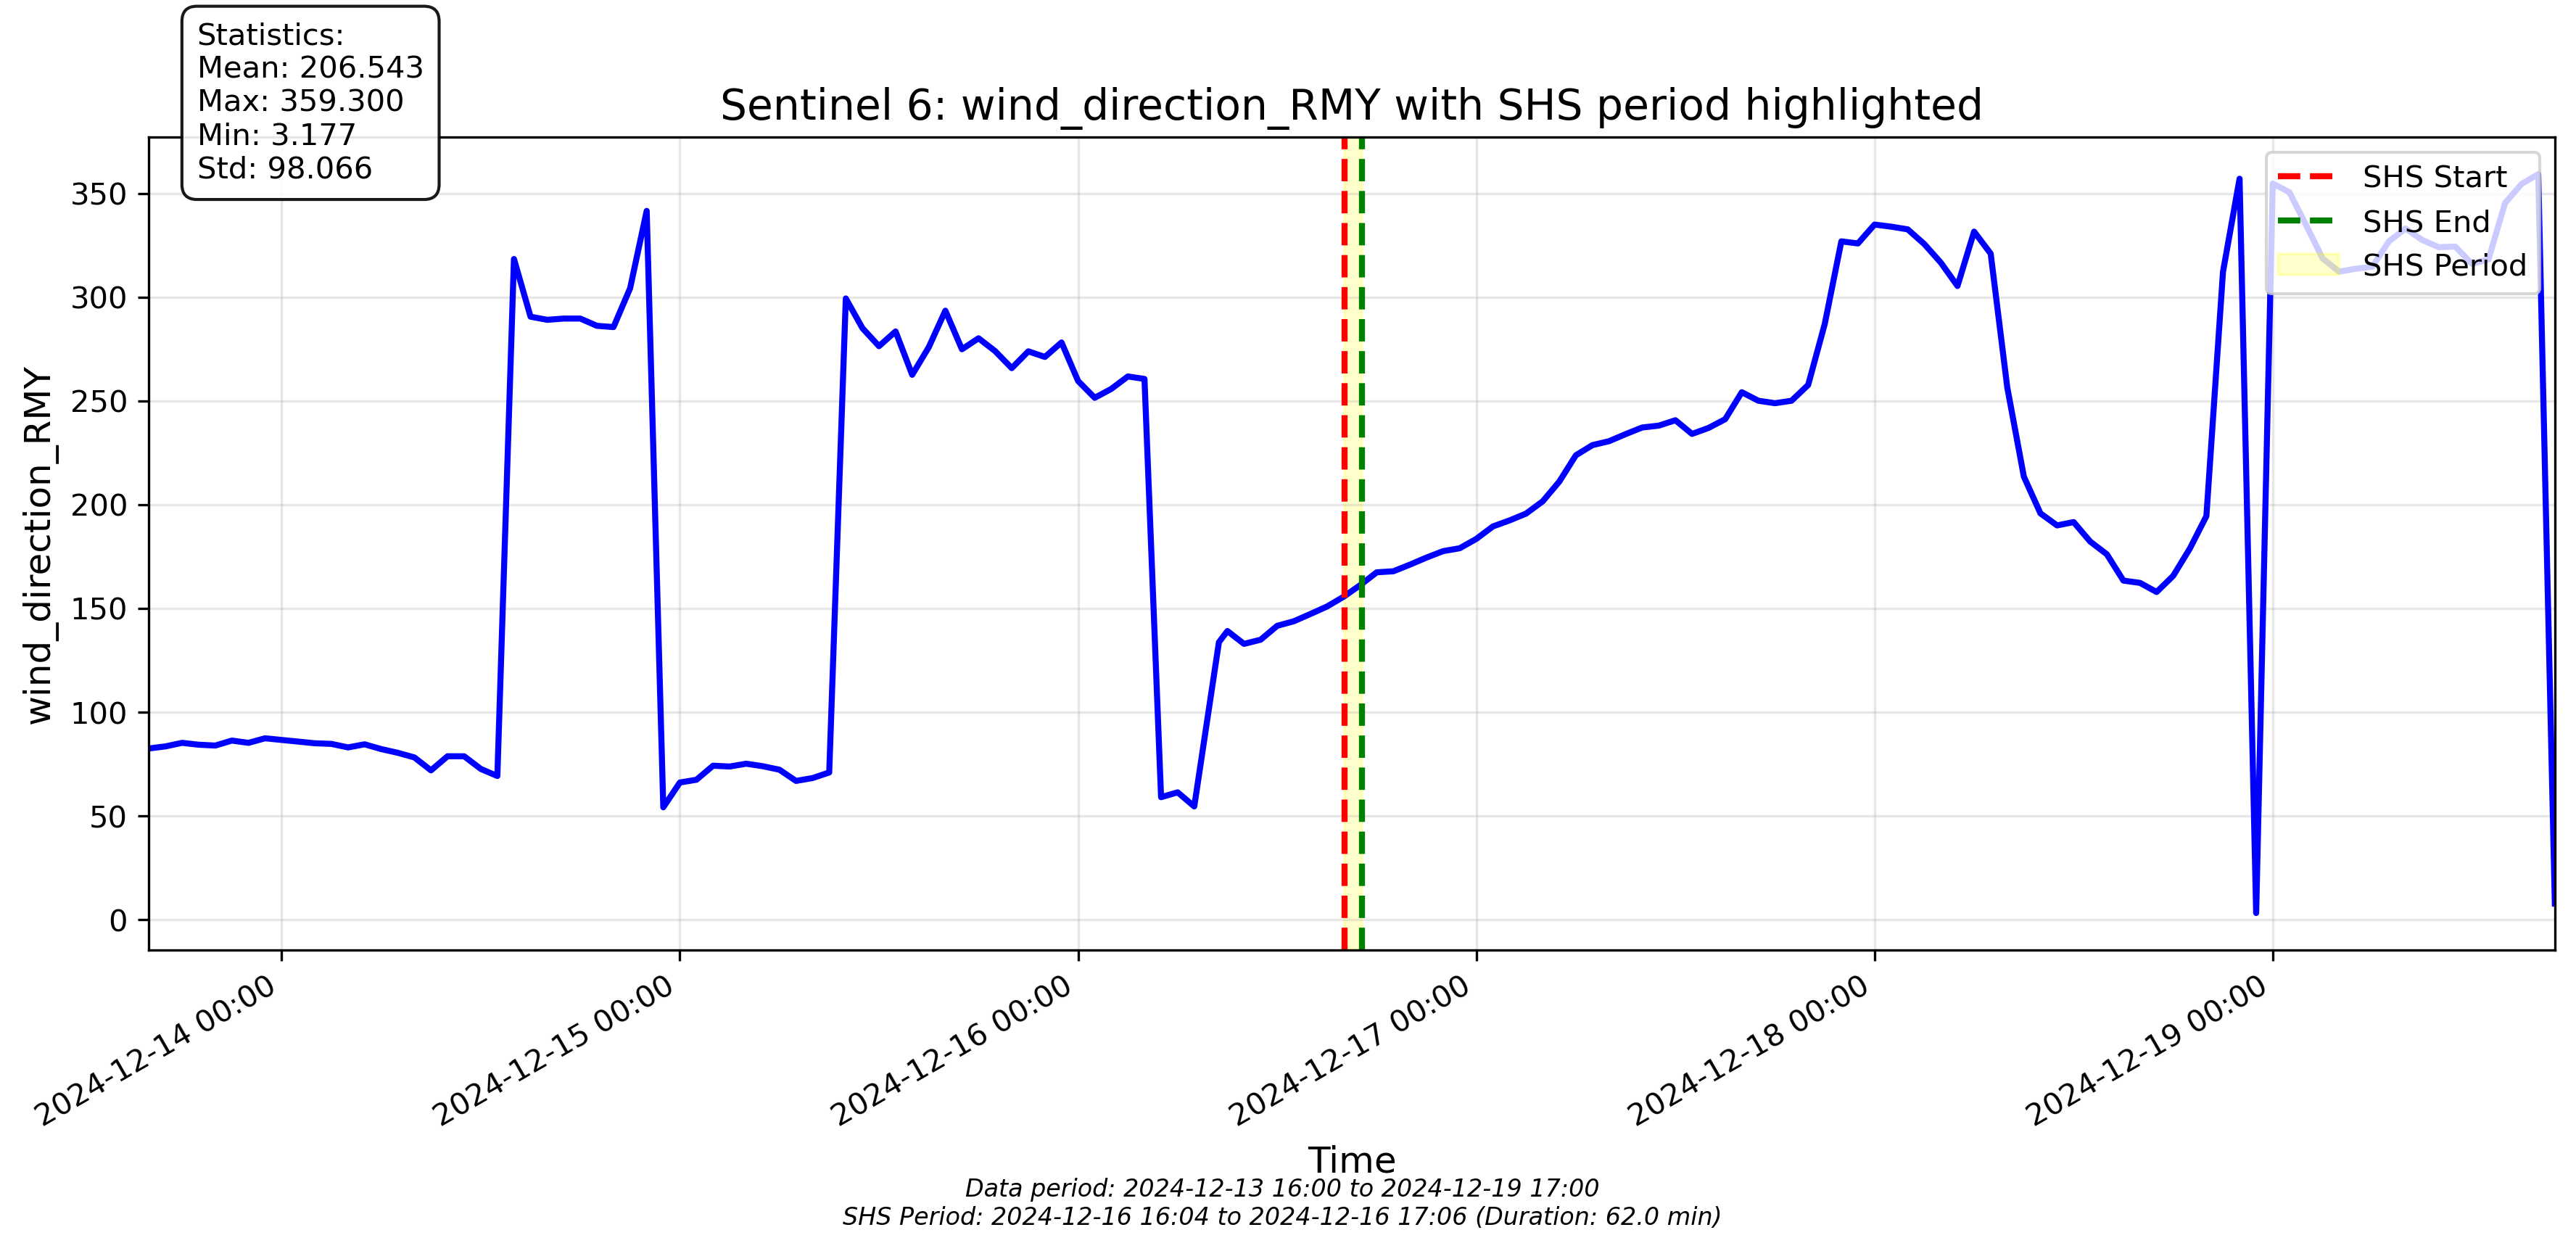 Statistics:
Mean: 206.543
Max: 359.300
Min: 3.177
Std: 98.066
Sentinel 6: wind_direction_RMY with SHS period highlighted
SHS Start
SHS End
SHS Period
wind_direction_RMY
350
300
250
200
150
100
50
0
2024-12-14 00:00
2024-12-15 00:00
2024-12-16 00:00
2024-12-17 00:00
2024-12-18 00:00
2024-12-19 00:00
Time
Data period: 2024-12-13 16:00 to 2024-12-19 17:00
SHS Period: 2024-12-16 16:04 to 2024-12-16 17:06 (Duration: 62.0 min)